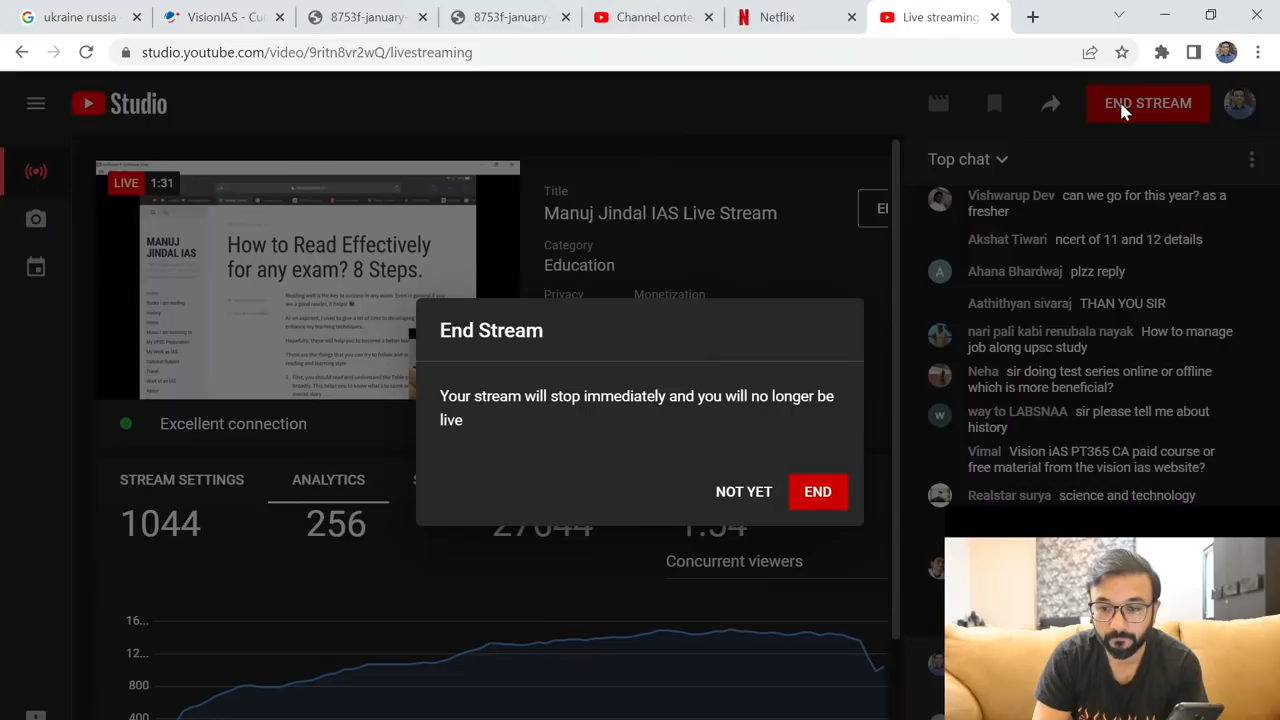 ukraine russia
VisionIAS - Cu
8753f-january-
8753f-january-
Channel conte
Netflix
Live streaming
studio.youtube.com/video/9ritn8vr2wQ/livestreaming
Studio
END STREAM
LIVE 1:31
MANUJ
JINDAL IAS
How to Read Effectively
for any exam? 8 Steps.
Title
Manuj Jindal IAS Live Stream
Category
Education
Privacy
Monetization
Excellent connection
STREAM SETTINGS
ANALYTICS
1044
256
Concurrent viewers
16...
12...
800
400
End Stream
Your stream will stop immediately and you will no longer be
live
NOT YET
END
Top chat
Vishwarup Dev can we go for this year? as a
fresher
Akshat Tiwari ncert of 11 and 12 details
Ahana Bhardwaj plzz reply
Aathithyan sivaraj THAN YOU SIR
nari pali kabi renubala nayak How to manage
job along upsc study
Neha sir doing test series online or offline
which is more beneficial?
way to LABSNAA sir please tell me about
history
Vimal Vision iAS PT365 CA paid course or
free material from the vision ias website?
Realstar surya science and technology